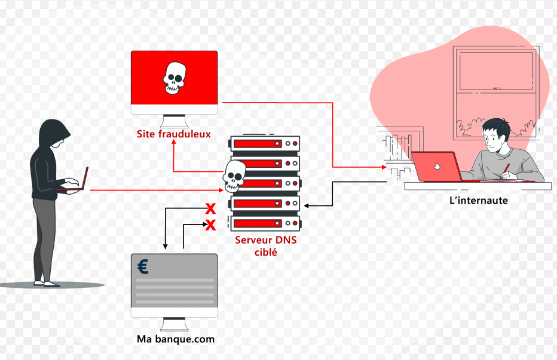 Site frauduleux
L'internaute
Serveur DNS
ciblé
€
Ma banque.com